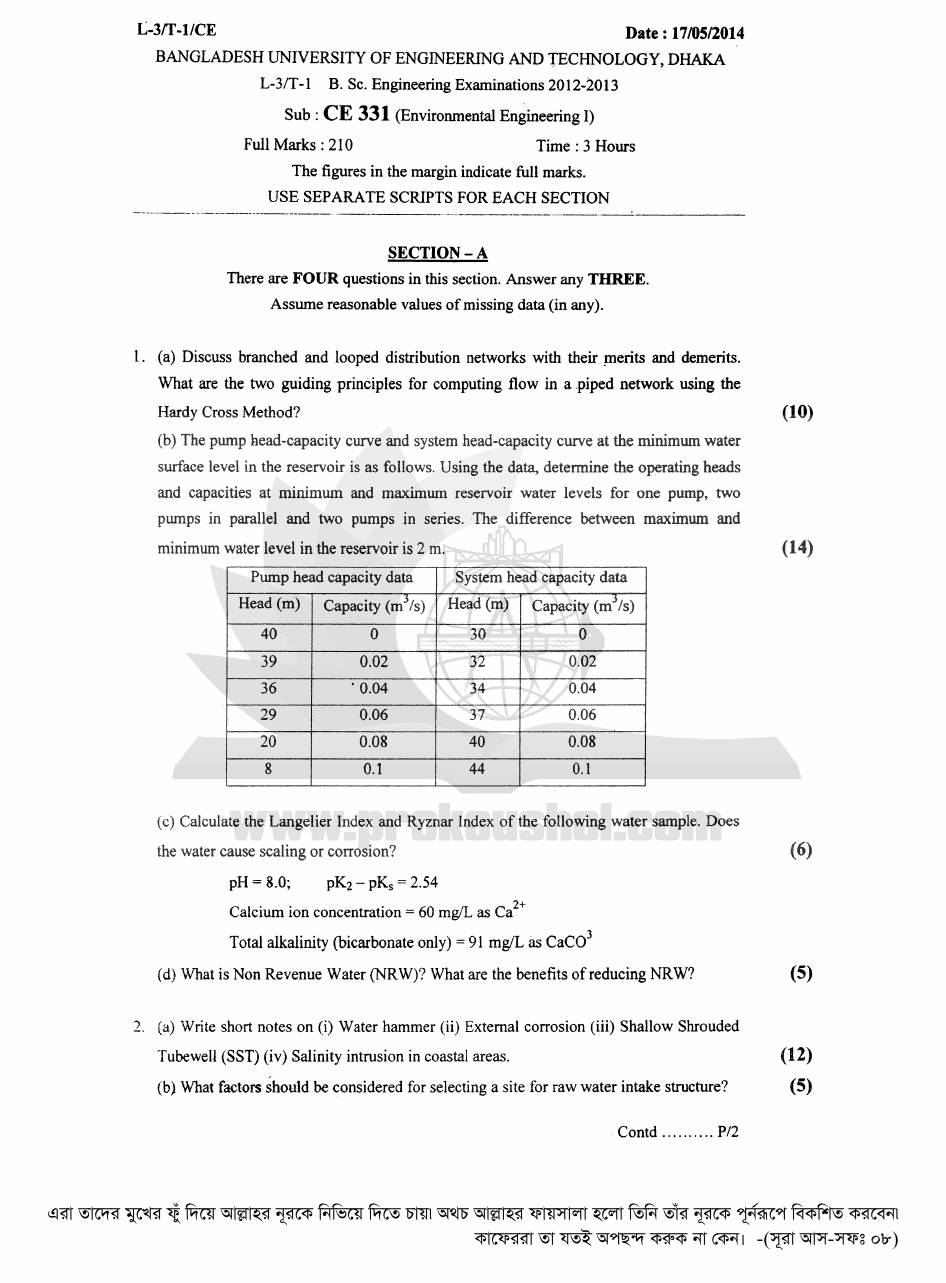 L-3/T-1/CE Date : 17/05/2014
BANGLADESH UNIVERSITY OF ENGINEERING AND TECHNOLOGY, DHAKA
L-3/T-1 B. Sc. Engineering Examinations 2012-2013
Sub : CE 331 (Environmental Engineering I)
Full Marks : 210 Time : 3 Hours
The figures in the margin indicate full marks.
USE SEPARATE SCRIPTS FOR EACH SECTION
SECTION – A
There are FOUR questions in this section. Answer any THREE.
Assume reasonable values of missing data (in any).
1. (a) Discuss branched and looped distribution networks with their merits and demerits.
What are the two guiding principles for computing flow in a piped network using the
Hardy Cross Method? (10)
(b) The pump head-capacity curve and system head-capacity curve at the minimum water
surface level in the reservoir is as follows. Using the data, determine the operating heads
and capacities at minimum and maximum reservoir water levels for one pump, two
pumps in parallel and two pumps in series. The difference between maximum and
minimum water level in the reservoir is 2 m. (14)
Pump head capacity data System head capacity data
Head (m) Capacity (m³/s) Head (m) Capacity (m³/s)
40 0 30 0
39 0.02 32 0.02
36 0.04 34 0.04
29 0.06 37 0.06
20 0.08 40 0.08
8 0.1 44 0.1
www.prokoushol.com
(c) Calculate the Langelier Index and Ryznar Index of the following water sample. Does
the water cause scaling or corrosion? (6)
pH = 8.0; pK₂ – pKₛ = 2.54
Calcium ion concentration = 60 mg/L as Ca²⁺
Total alkalinity (bicarbonate only) = 91 mg/L as CaCO³
(d) What is Non Revenue Water (NRW)? What are the benefits of reducing NRW? (5)
2. (a) Write short notes on (i) Water hammer (ii) External corrosion (iii) Shallow Shrouded
Tubewell (SST) (iv) Salinity intrusion in coastal areas. (12)
(b) What factors should be considered for selecting a site for raw water intake structure? (5)
Contd .......... P/2
এরা তাদের মুখের ফুঁ দিয়ে আল্লাহর নূরকে নিভিয়ে দিতে চায়৷ অথচ আল্লাহর ফায়সালা হলো তিনি তাঁর নূরকে পূর্নরূপে বিকশিত করবেন৷
কাফেররা তা যতই অপছন্দ করুক না কেন। -(সূরা আস-সফঃ ০৮)